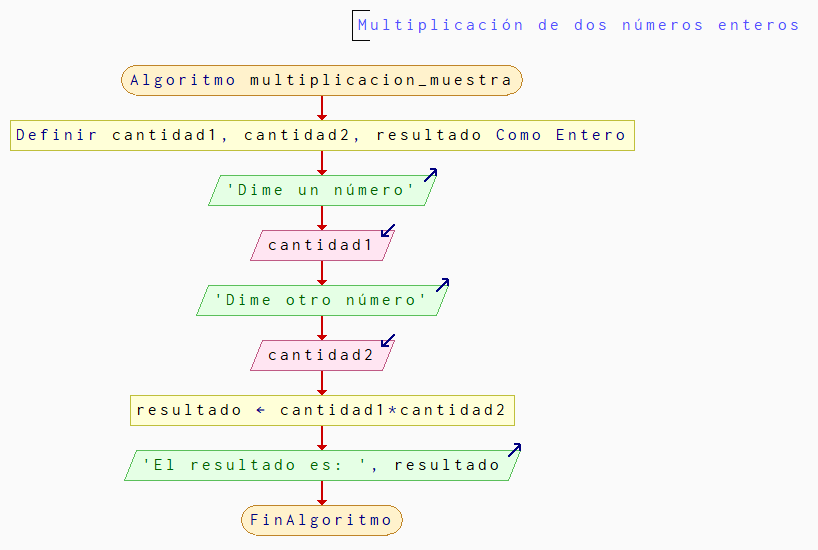 Multiplicación de dos números enteros
Algoritmo multiplicacion_muestra
Definir cantidad1, cantidad2, resultado Como Entero
'Dime un número'
cantidad1
'Dime otro número'
cantidad2
resultado ← cantidad1*cantidad2
'El resultado es: ', resultado
FinAlgoritmo